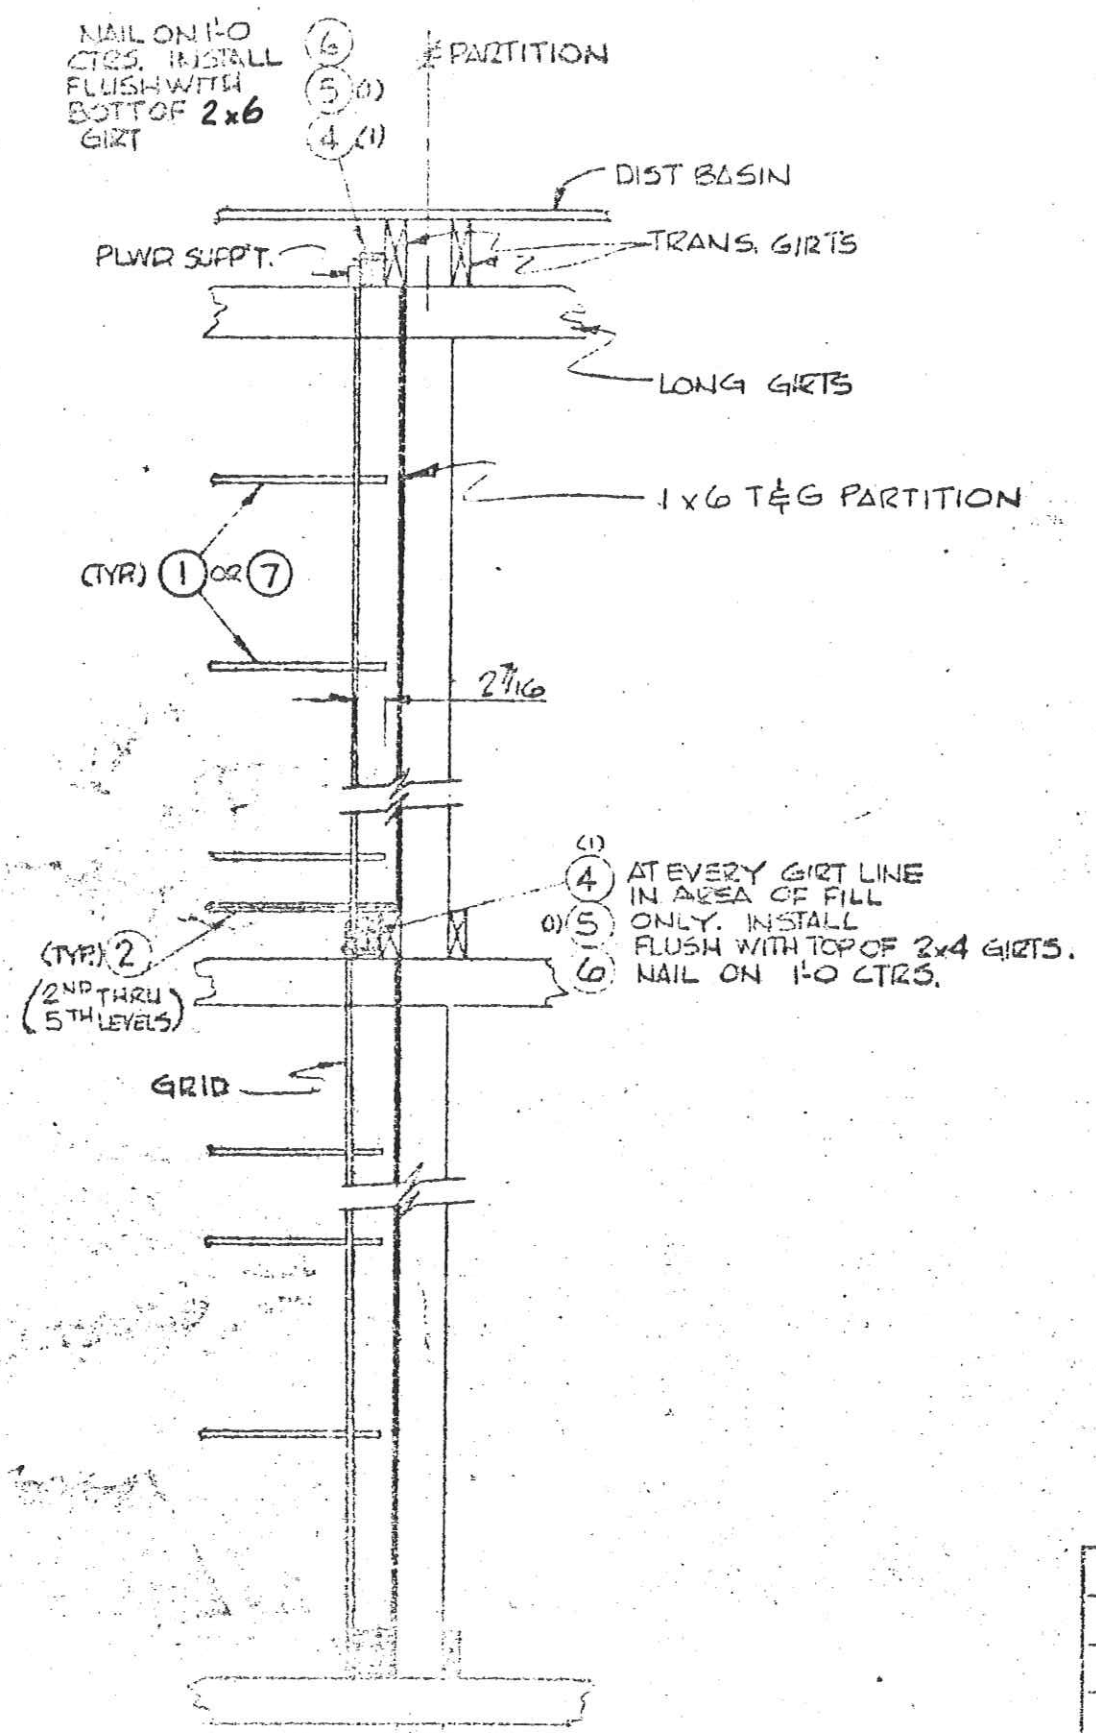 NAIL ON 1'-0
CTRS. INSTALL
FLUSH WITH
BOTT OF 2x6
GIRT
6
5 (1)
4 (1)
℄ PARTITION
DIST BASIN
PLWD SUPP'T.
TRANS. GIRTS
LONG GIRTS
1 x 6 T&G PARTITION
(TYP.) 1 OR 7
2 7/16
(1)
4 AT EVERY GIRT LINE
IN AREA OF FILL
(1) 5 ONLY. INSTALL
FLUSH WITH TOP OF 2x4 GIRTS.
6 NAIL ON 1'-0 CTRS.
(TYP.) 2
(2ND THRU
5TH LEVELS)
GRID